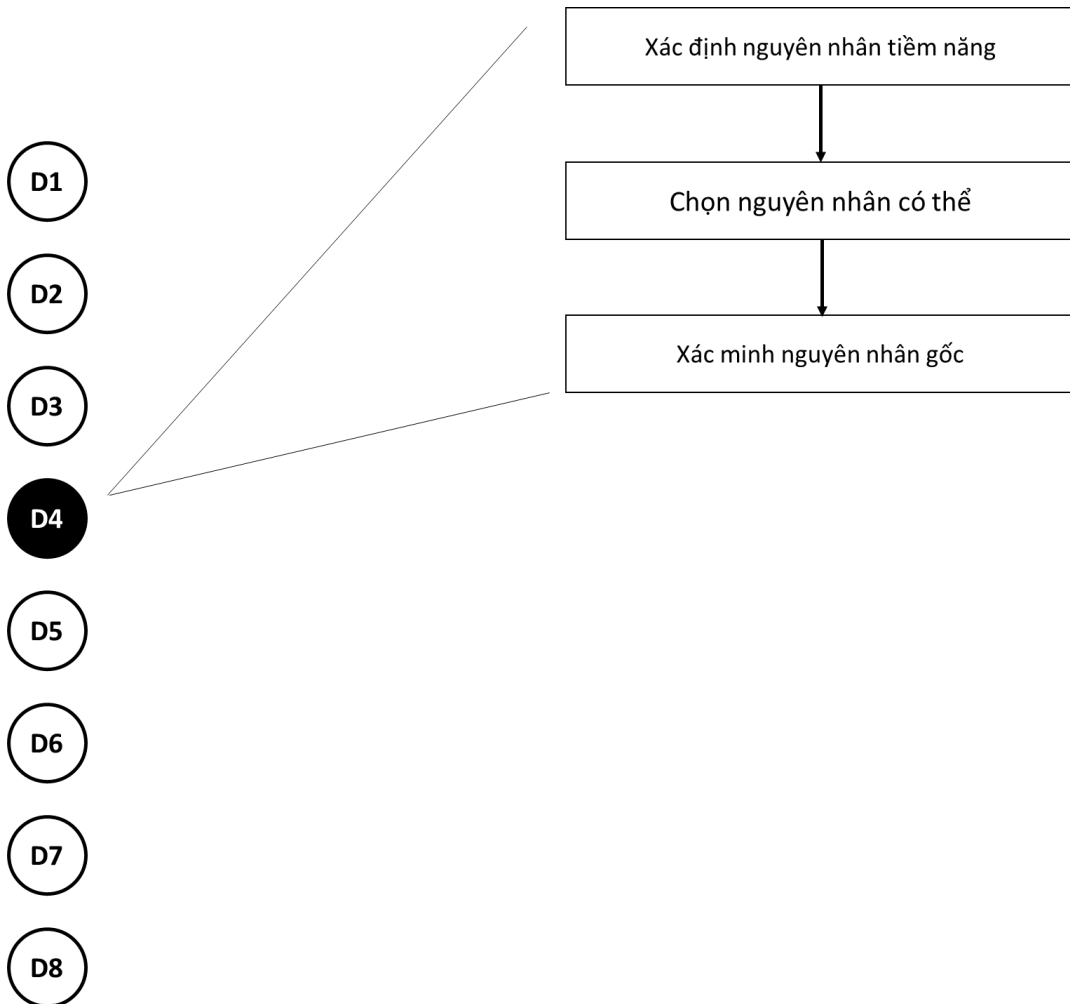 Xác định nguyên nhân tiềm năng
Chọn nguyên nhân có thể
Xác minh nguyên nhân gốc
D1
D2
D3
D4
D5
D6
D7
D8